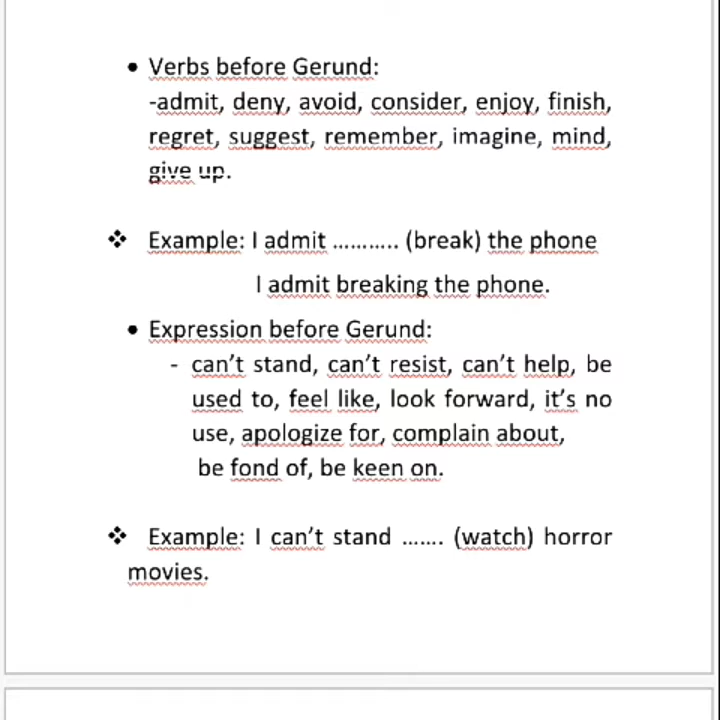 • Verbs before Gerund:
-admit, deny, avoid, consider, enjoy, finish,
regret, suggest, remember, imagine, mind,
give up.
❖ Example: I admit ........... (break) the phone
I admit breaking the phone.
• Expression before Gerund:
- can’t stand, can’t resist, can’t help, be
used to, feel like, look forward, it’s no
use, apologize for, complain about,
be fond of, be keen on.
❖ Example: I can’t stand ....... (watch) horror
movies.